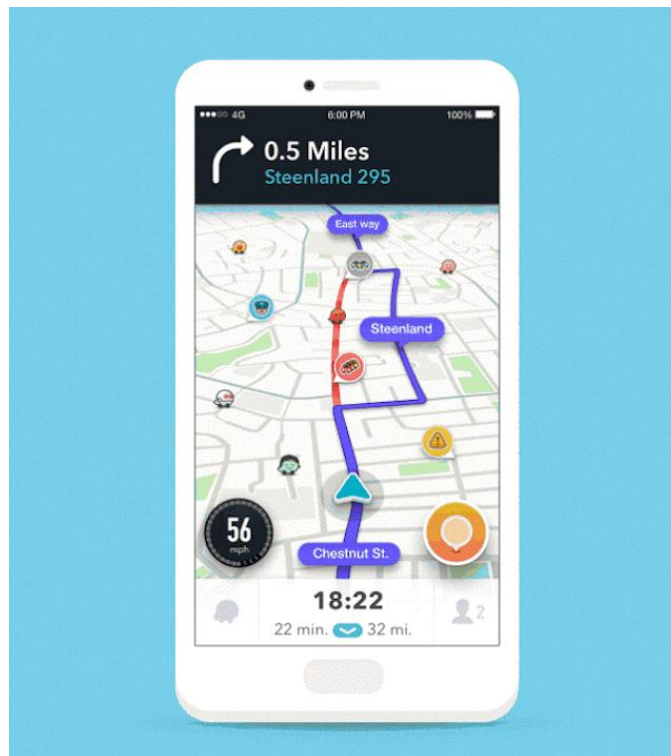 4G 6:00 PM 100%
0.5 Miles
Steenland 295
East way
Steenland
56
mph
Chestnut St.
18:22
2
22 min. 32 mi.